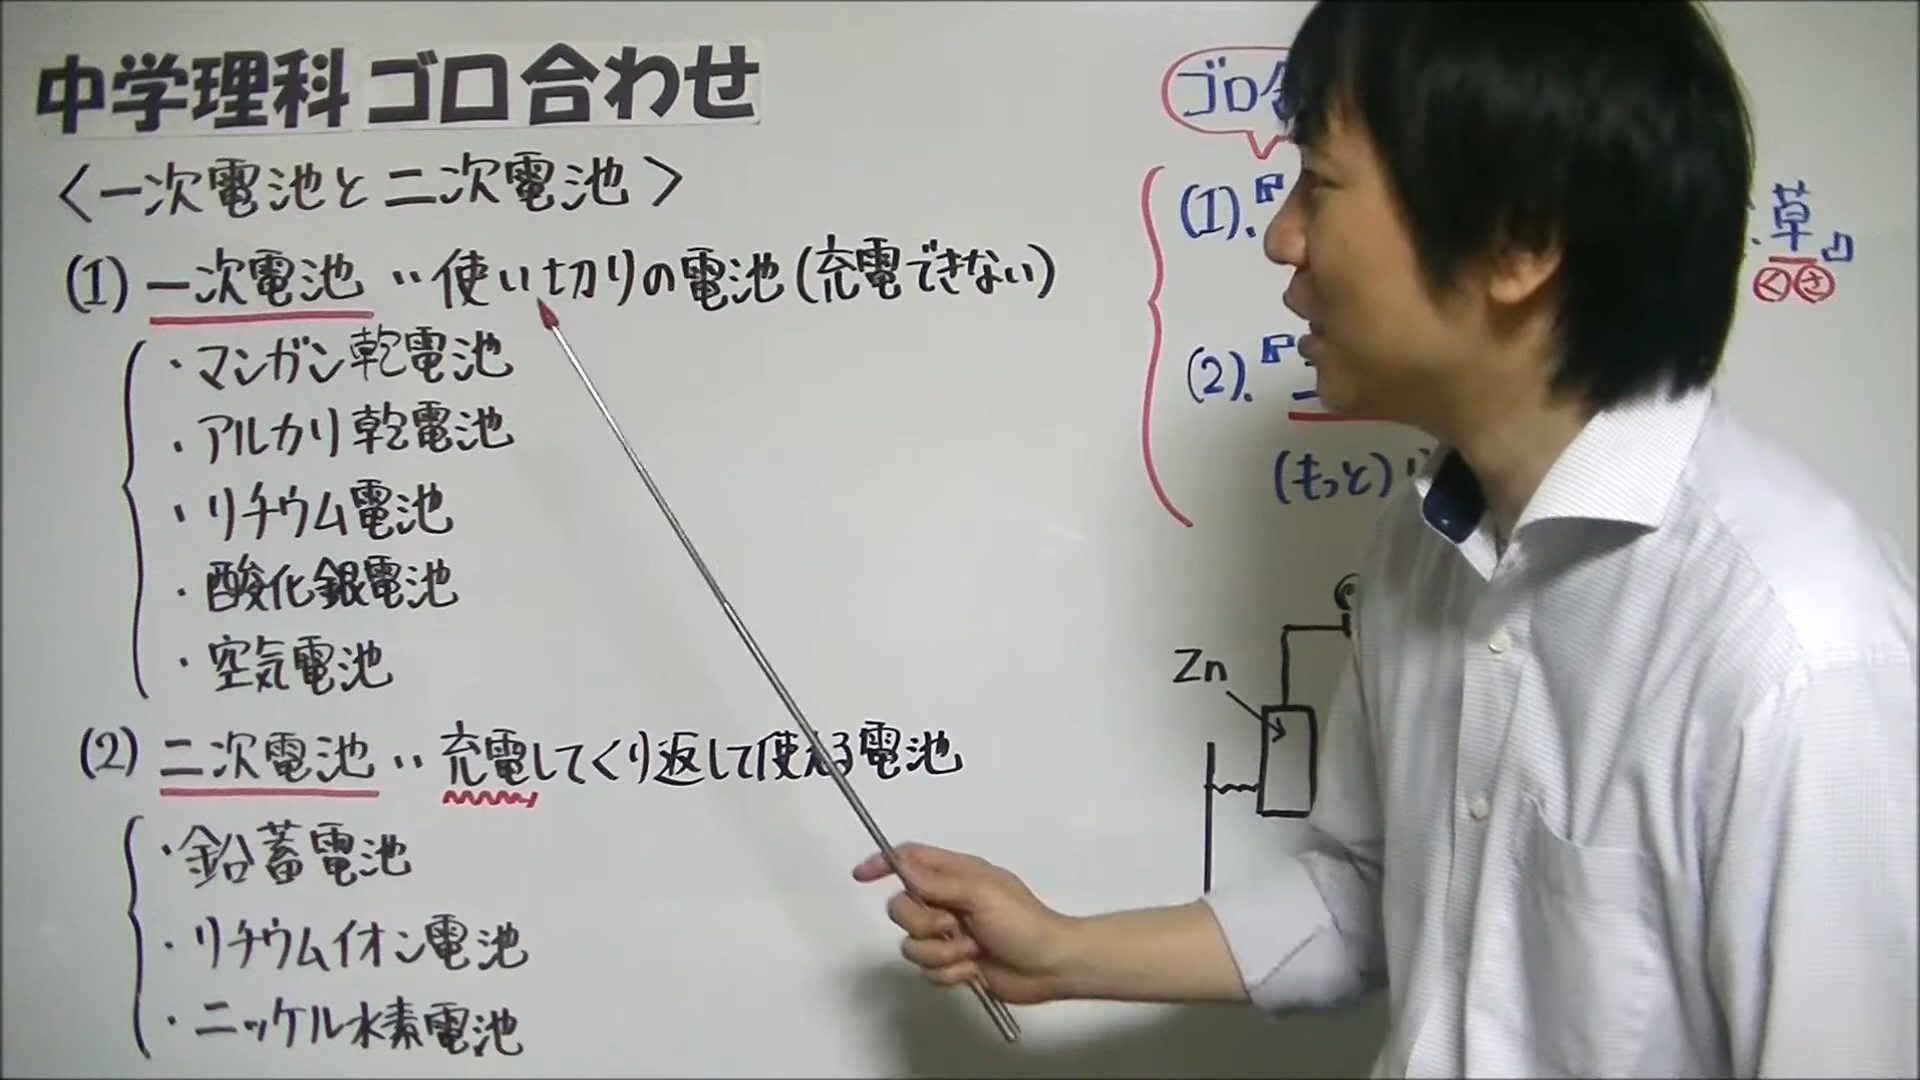 中学理科 ゴロ合わせ
〈一次電池と二次電池〉
(1) 一次電池 ‥ 使い切りの電池(充電できない)
・マンガン乾電池
・アルカリ乾電池
・リチウム電池
・酸化銀電池
・空気電池
(2) 二次電池 ‥ 充電してくり返して使える電池
・鉛蓄電池
・リチウムイオン電池
・ニッケル水素電池
ゴロ
(1).『 草』
くさ
(2).『
(もっと)
Zn